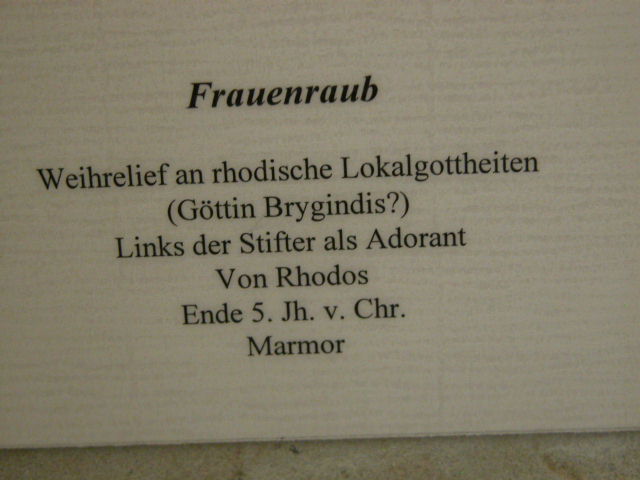 Frauenraub
Weihrelief an rhodische Lokalgottheiten
(Göttin Brygindis?)
Links der Stifter als Adorant
Von Rhodos
Ende 5. Jh. v. Chr.
Marmor